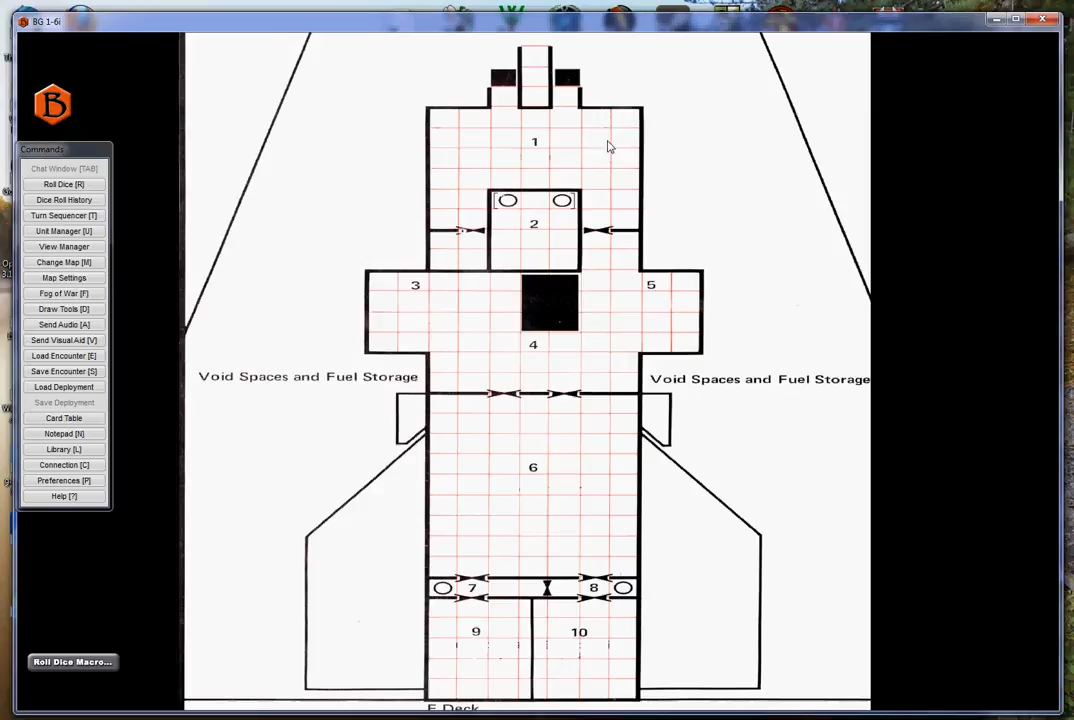 BG 1-6i
B
Commands
Chat Window [TAB]
Roll Dice [R]
Dice Roll History
Turn Sequencer [T]
Unit Manager [U]
View Manager
Change Map [M]
Map Settings
Fog of War [F]
Draw Tools [D]
Send Audio [A]
Send Visual Aid [V]
Load Encounter [E]
Save Encounter [S]
Load Deployment
Save Deployment
Card Table
Notepad [N]
Library [L]
Connection [C]
Preferences [P]
Help [?]
Roll Dice Macro...
1
2
3
5
4
Void Spaces and Fuel Storage
Void Spaces and Fuel Storage
6
7
8
9
10